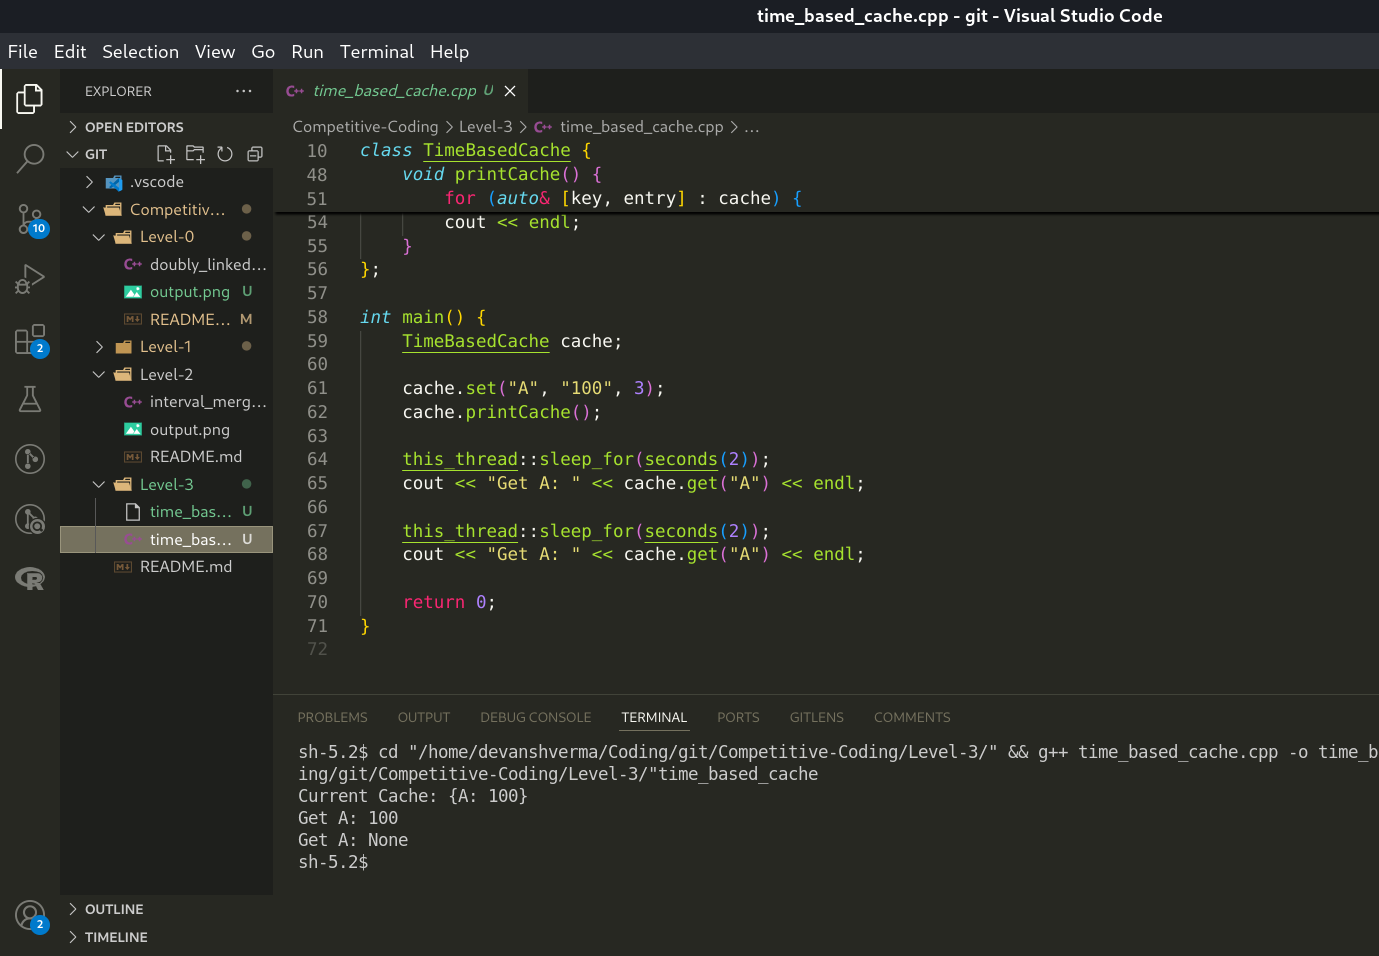 time_based_cache.cpp - git - Visual Studio Code
File Edit Selection View Go Run Terminal Help
EXPLORER ...
OPEN EDITORS
GIT
.vscode
Competitiv...
Level-0
doubly_linked...
output.png U
README... M
Level-1
Level-2
interval_merg...
output.png
README.md
Level-3
time_bas... U
time_bas... U
README.md
OUTLINE
TIMELINE
10
2
2
time_based_cache.cpp U
Competitive-Coding > Level-3 > time_based_cache.cpp > ...
10 class TimeBasedCache {
48 void printCache() {
51 for (auto& [key, entry] : cache) {
54 cout << endl;
55 }
56 };
57
58 int main() {
59 TimeBasedCache cache;
60
61 cache.set("A", "100", 3);
62 cache.printCache();
63
64 this_thread::sleep_for(seconds(2));
65 cout << "Get A: " << cache.get("A") << endl;
66
67 this_thread::sleep_for(seconds(2));
68 cout << "Get A: " << cache.get("A") << endl;
69
70 return 0;
71 }
72
PROBLEMS OUTPUT DEBUG CONSOLE TERMINAL PORTS GITLENS COMMENTS
sh-5.2$ cd "/home/devanshverma/Coding/git/Competitive-Coding/Level-3/" && g++ time_based_cache.cpp -o time_b
ing/git/Competitive-Coding/Level-3/"time_based_cache
Current Cache: {A: 100}
Get A: 100
Get A: None
sh-5.2$